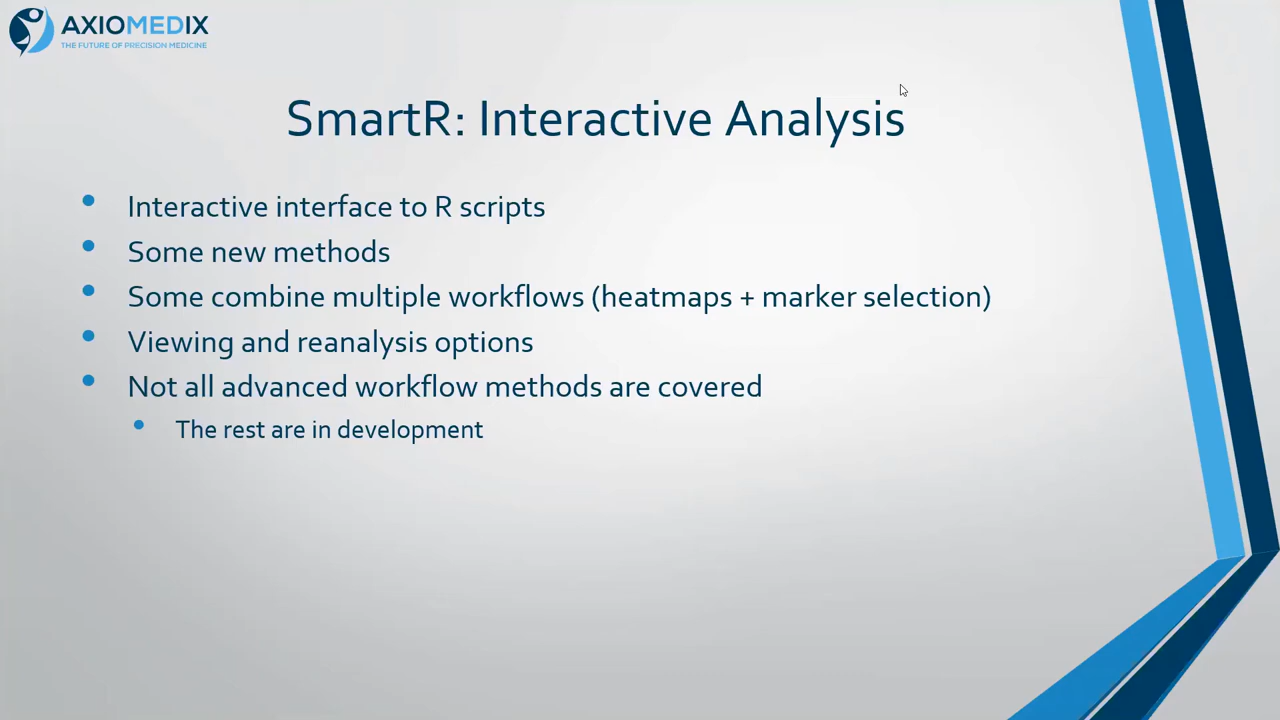 AXIOMEDIX
THE FUTURE OF PRECISION MEDICINE
SmartR: Interactive Analysis
Interactive interface to R scripts
Some new methods
Some combine multiple workflows (heatmaps + marker selection)
Viewing and reanalysis options
Not all advanced workflow methods are covered
The rest are in development